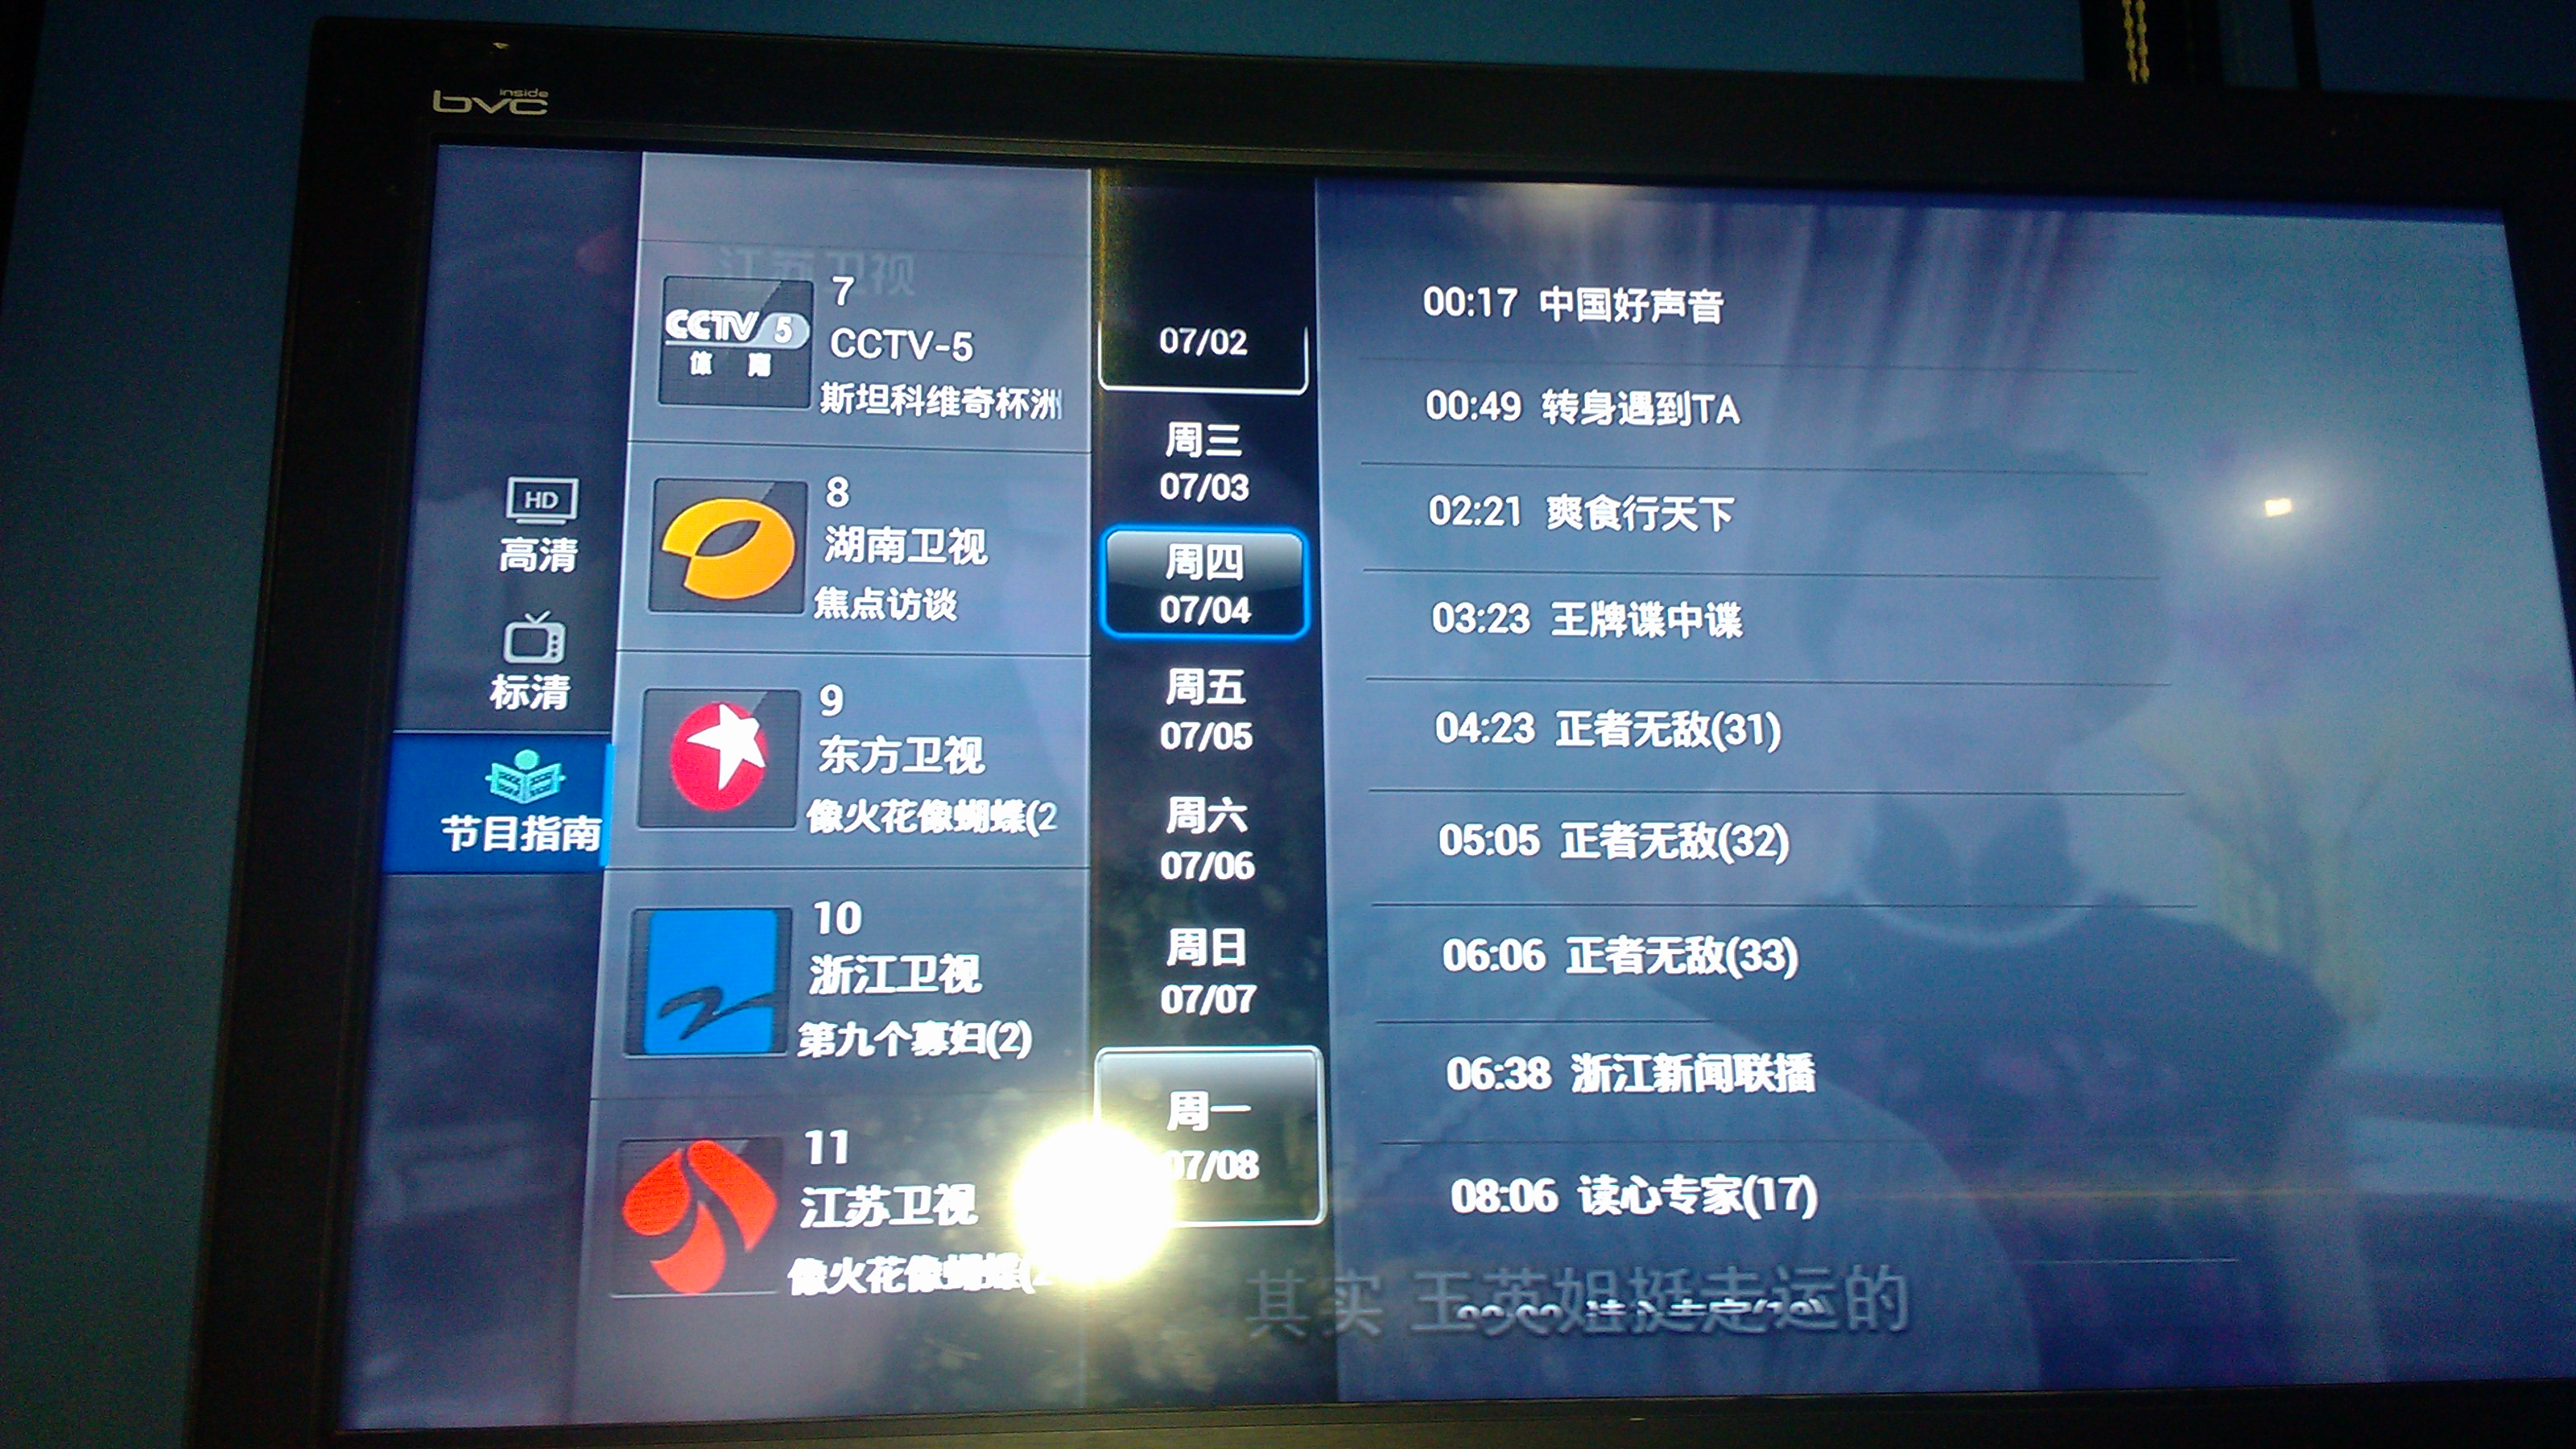 inside
bvc
高清
标清
节目指南
江苏卫视
CCTV 5
体育
7
CCTV-5
斯坦科维奇杯洲
8
湖南卫视
焦点访谈
9
东方卫视
像火花像蝴蝶(2
10
浙江卫视
第九个寡妇(2)
11
江苏卫视
像火花像蝴蝶(2
07/02
周三
07/03
周四
07/04
周五
07/05
周六
07/06
周日
07/07
周一
07/08
00:17 中国好声音
00:49 转身遇到TA
02:21 爽食行天下
03:23 王牌谍中谍
04:23 正者无敌(31)
05:05 正者无敌(32)
06:06 正者无敌(33)
06:38 浙江新闻联播
08:06 读心专家(17)
其实 王英姐挺走运的